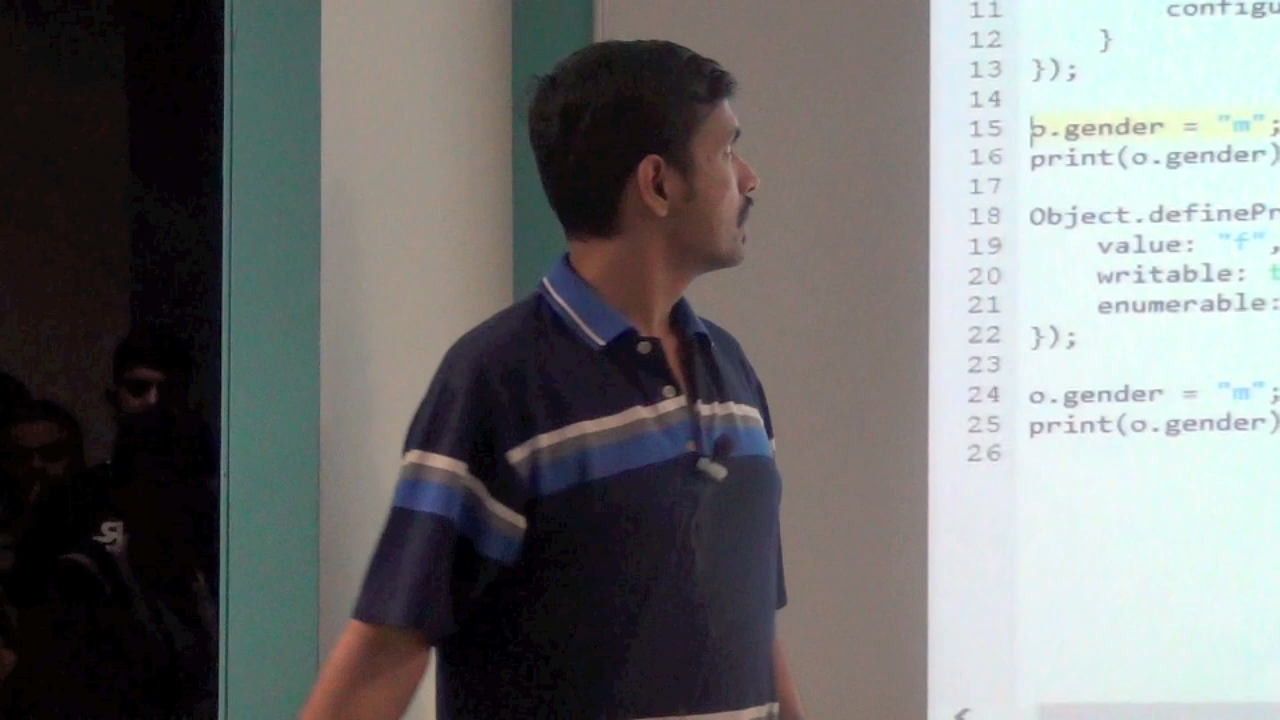 11 configu
12 }
13 });
14
15 o.gender = "m";
16 print(o.gender)
17
18 Object.definePr
19 value: "f",
20 writable: t
21 enumerable:
22 });
23
24 o.gender = "m";
25 print(o.gender)
26